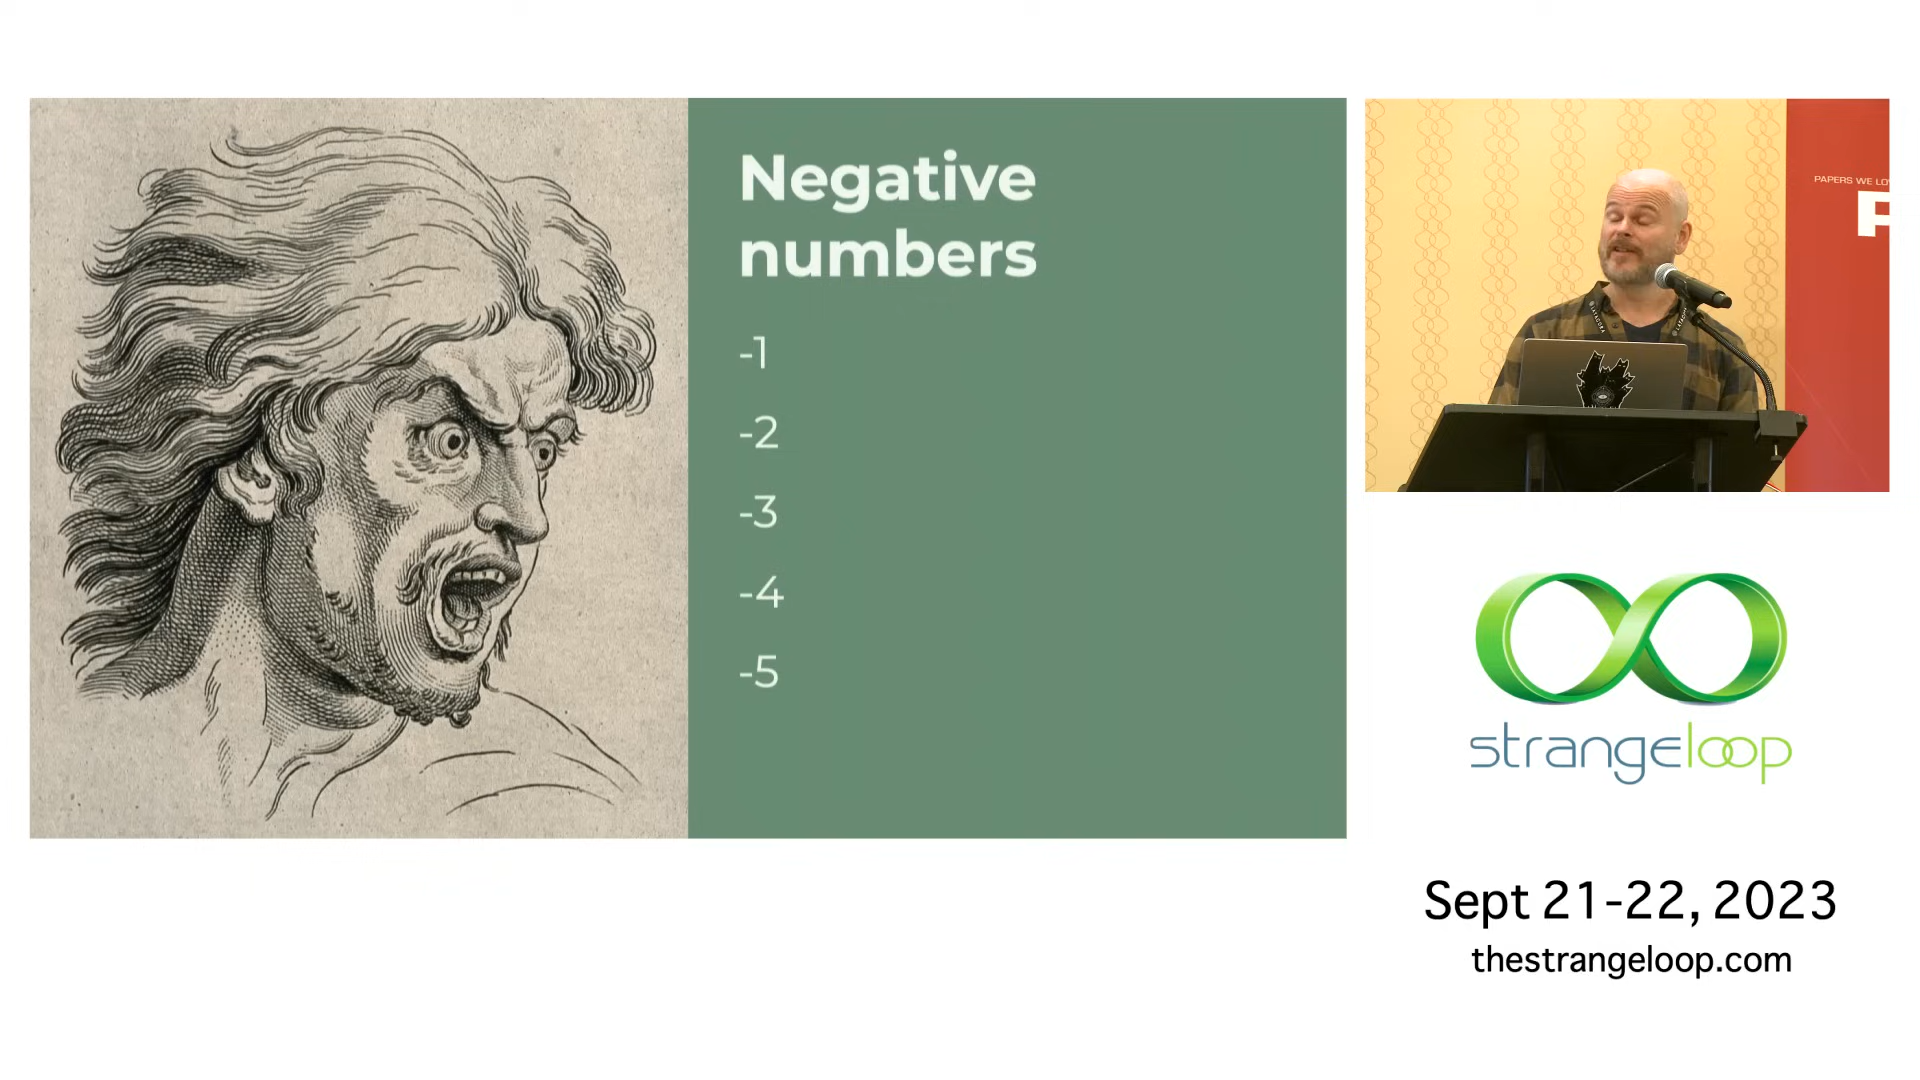 Negative
numbers
-1
-2
-3
-4
-5
PAPERS WE LO
strangeloop
Sept 21-22, 2023
thestrangeloop.com